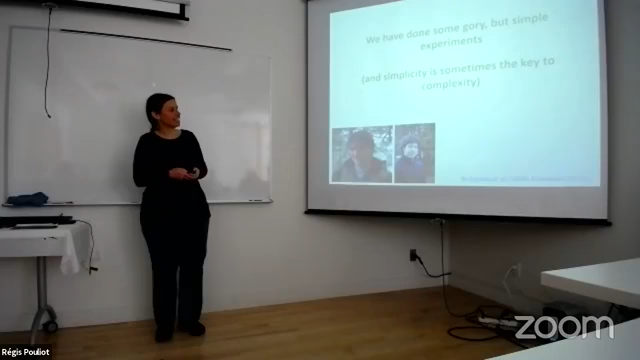 We have done some gory, but simple
experiments
(and simplicity is sometimes the key to
complexity)
zoom
Régis Pouliot